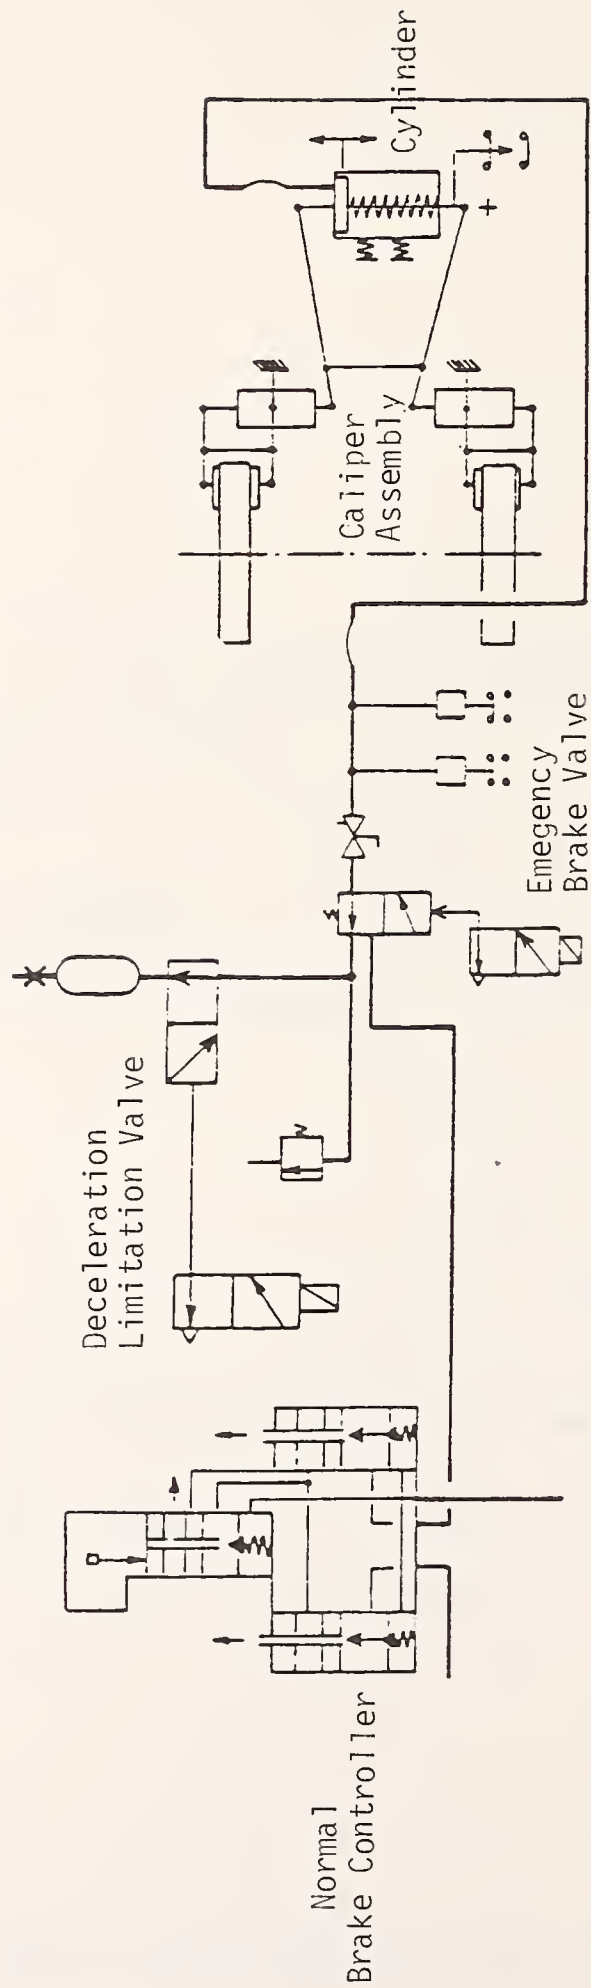 Normal
Brake Controller
Deceleration
Limitation Valve
Emegency
Brake Valve
Caliper
Assembly
Cylinder